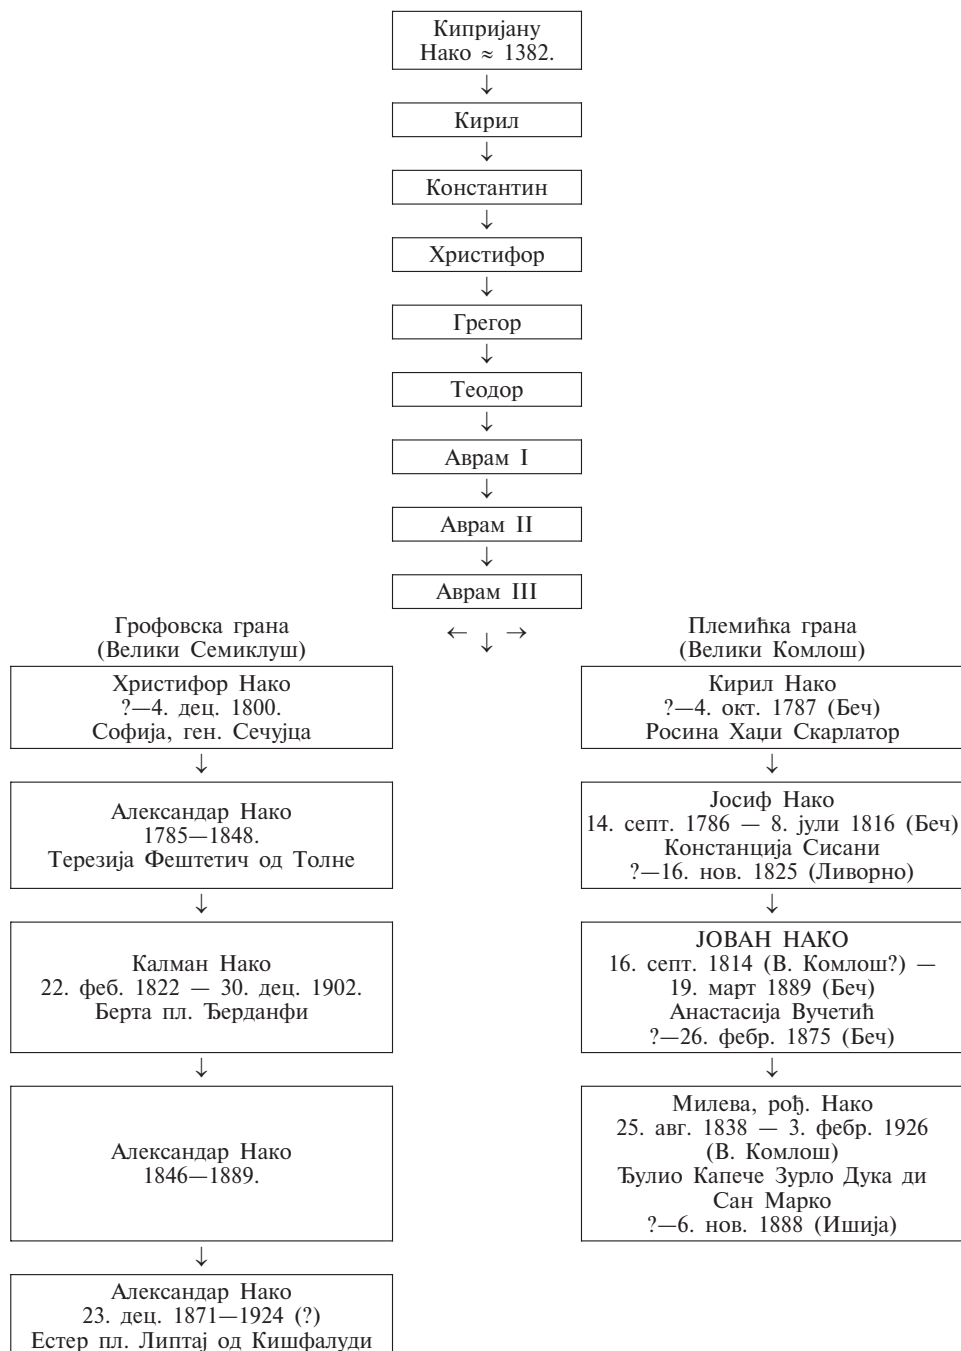 Кипријану
Нако ≈ 1382.
↓
Кирил
↓
Константин
↓
Христифор
↓
Грегор
↓
Теодор
↓
Аврам I
↓
Аврам II
↓
Аврам III
← ↓ →
Грофовска грана
(Велики Семиклуш)
Христифор Нако
?—4. дец. 1800.
Софија, ген. Сечујца
↓
Александар Нако
1785—1848.
Терезија Фештетич од Толне
↓
Калман Нако
22. феб. 1822 — 30. дец. 1902.
Берта пл. Ђерданфи
↓
Александар Нако
1846—1889.
↓
Александар Нако
23. дец. 1871—1924 (?)
Естер пл. Липтај од Кишфалуди
Племићка грана
(Велики Комлош)
Кирил Нако
?—4. окт. 1787 (Беч)
Росина Хаџи Скарлатор
↓
Јосиф Нако
14. септ. 1786 — 8. јули 1816 (Беч)
Констанција Сисани
?—16. нов. 1825 (Ливорно)
↓
ЈОВАН НАКО
16. септ. 1814 (В. Комлош?) —
19. март 1889 (Беч)
Анастасија Вучетић
?—26. фебр. 1875 (Беч)
↓
Милева, рођ. Нако
25. авг. 1838 — 3. фебр. 1926
(В. Комлош)
Ђулио Капече Зурло Дука ди
Сан Марко
?—6. нов. 1888 (Ишија)